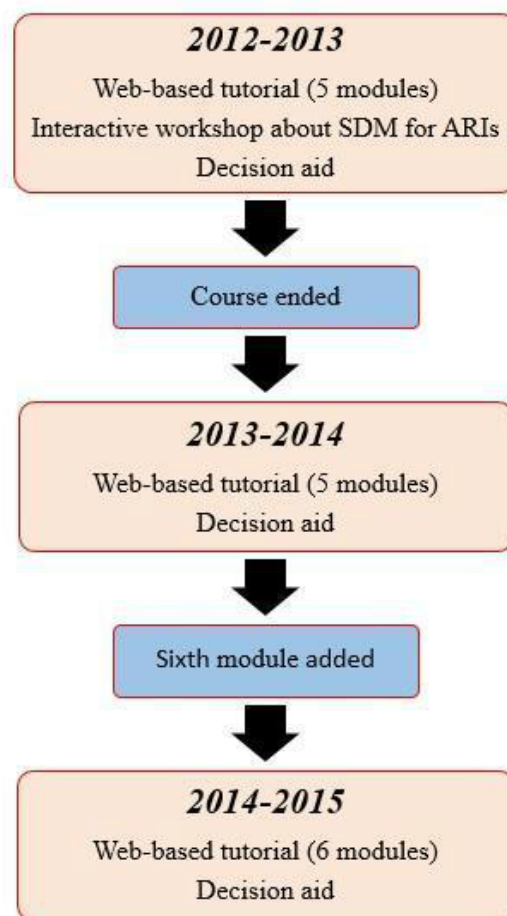 2012-2013
Web-based tutorial (5 modules)
Interactive workshop about SDM for ARIs
Decision aid
Course ended
2013-2014
Web-based tutorial (5 modules)
Decision aid
Sixth module added
2014-2015
Web-based tutorial (6 modules)
Decision aid